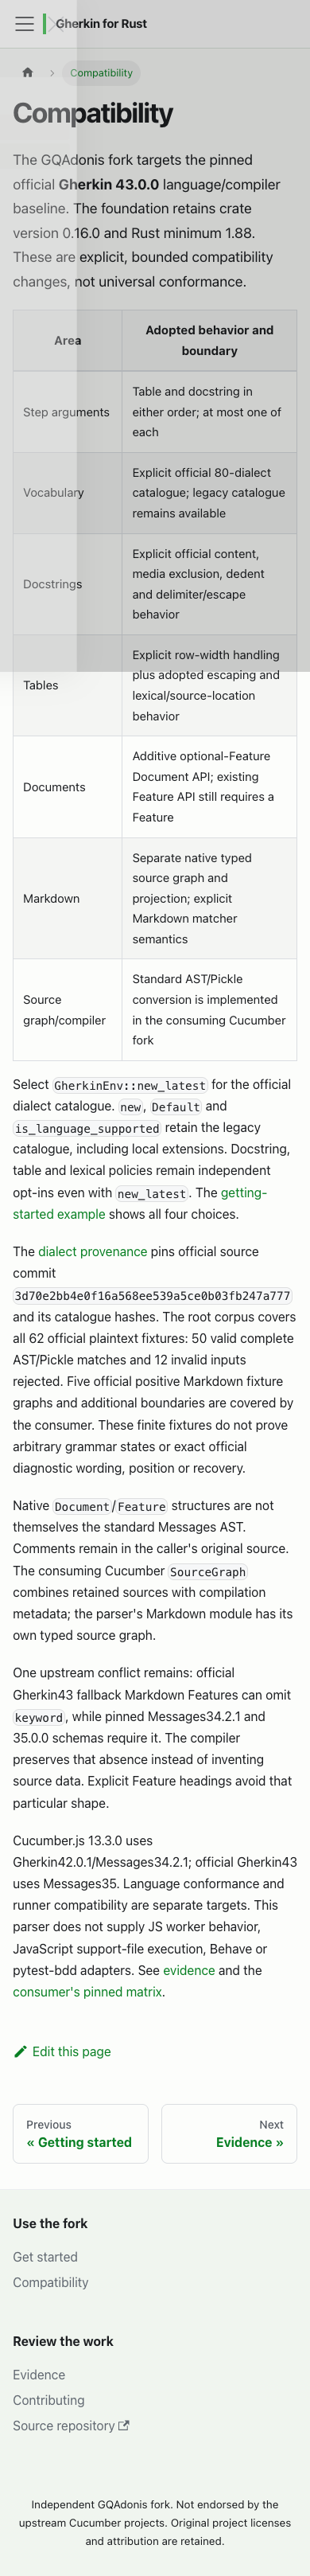 Gherkin for Rust
Compatibility
Compatibility
The GQAdonis fork targets the pinned
official Gherkin 43.0.0 language/compiler
baseline. The foundation retains crate
version 0.16.0 and Rust minimum 1.88.
These are explicit, bounded compatibility
changes, not universal conformance.
Area
Adopted behavior and
boundary
Step arguments
Table and docstring in
either order; at most one of
each
Vocabulary
Explicit official 80-dialect
catalogue; legacy catalogue
remains available
Docstrings
Explicit official content,
media exclusion, dedent
and delimiter/escape
behavior
Tables
Explicit row-width handling
plus adopted escaping and
lexical/source-location
behavior
Documents
Additive optional-Feature
Document API; existing
Feature API still requires a
Feature
Markdown
Separate native typed
source graph and
projection; explicit
Markdown matcher
semantics
Source
graph/compiler
Standard AST/Pickle
conversion is implemented
in the consuming Cucumber
fork
Select GherkinEnv::new_latest for the official
dialect catalogue. new, Default and
is_language_supported retain the legacy
catalogue, including local extensions. Docstring,
table and lexical policies remain independent
opt-ins even with new_latest. The getting-
started example shows all four choices.
The dialect provenance pins official source
commit
3d70e2bb4e0f16a568ee539a5ce0b03fb247a777
and its catalogue hashes. The root corpus covers
all 62 official plaintext fixtures: 50 valid complete
AST/Pickle matches and 12 invalid inputs
rejected. Five official positive Markdown fixture
graphs and additional boundaries are covered by
the consumer. These finite fixtures do not prove
arbitrary grammar states or exact official
diagnostic wording, position or recovery.
Native Document/Feature structures are not
themselves the standard Messages AST.
Comments remain in the caller's original source.
The consuming Cucumber SourceGraph
combines retained sources with compilation
metadata; the parser's Markdown module has its
own typed source graph.
One upstream conflict remains: official
Gherkin43 fallback Markdown Features can omit
keyword, while pinned Messages34.2.1 and
35.0.0 schemas require it. The compiler
preserves that absence instead of inventing
source data. Explicit Feature headings avoid that
particular shape.
Cucumber.js 13.3.0 uses
Gherkin42.0.1/Messages34.2.1; official Gherkin43
uses Messages35. Language conformance and
runner compatibility are separate targets. This
parser does not supply JS worker behavior,
JavaScript support-file execution, Behave or
pytest-bdd adapters. See evidence and the
consumer's pinned matrix.
Edit this page
Previous
« Getting started
Next
Evidence »
Use the fork
Get started
Compatibility
Review the work
Evidence
Contributing
Source repository
Independent GQAdonis fork. Not endorsed by the
upstream Cucumber projects. Original project licenses
and attribution are retained.